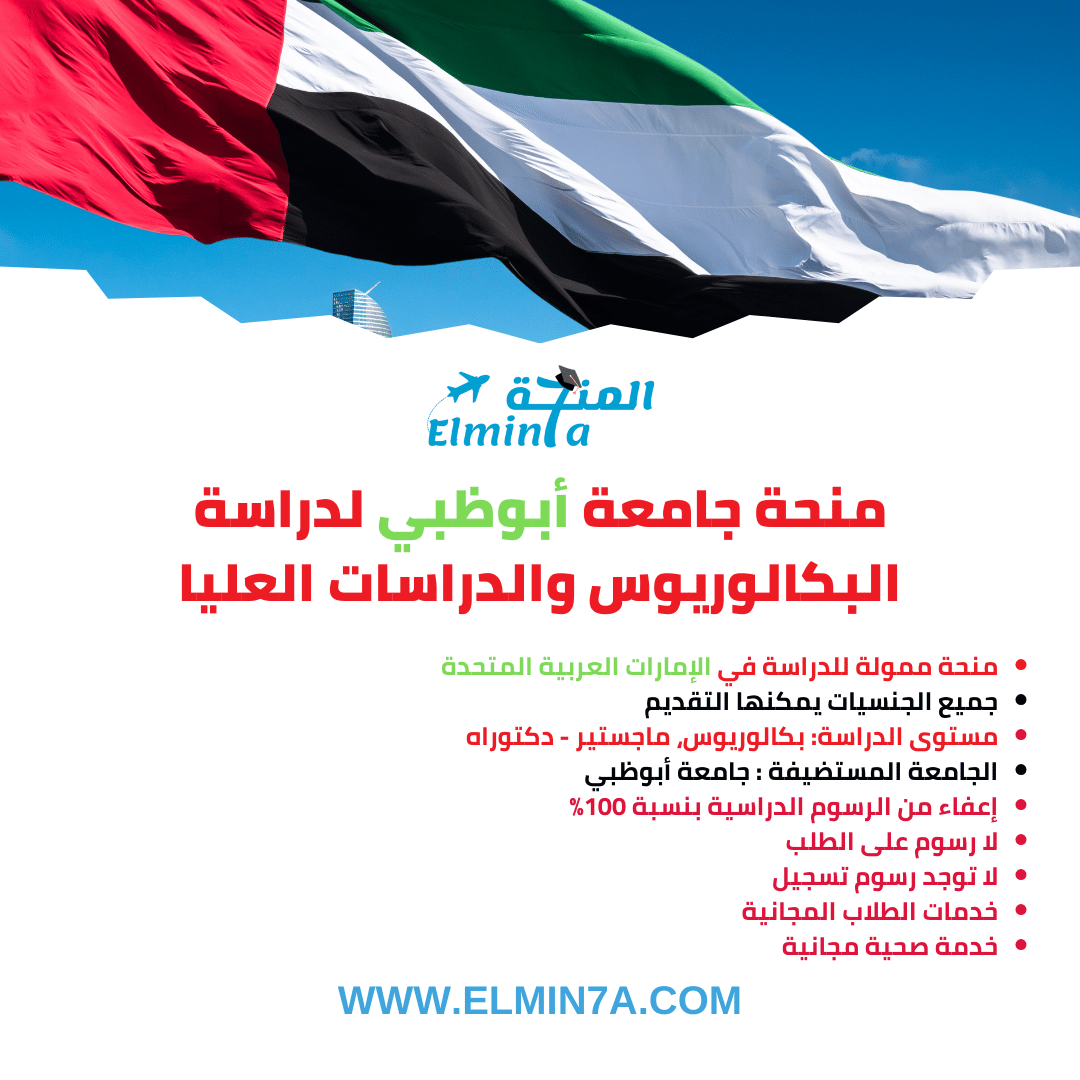 المنحة
Elmin7a
منحة جامعة أبوظبي لدراسة
البكالوريوس والدراسات العليا
منحة ممولة للدراسة في الإمارات العربية المتحدة
جميع الجنسيات يمكنها التقديم
مستوى الدراسة: بكالوريوس، ماجستير - دكتوراه
الجامعة المستضيفة : جامعة أبوظبي
إعفاء من الرسوم الدراسية بنسبة 100%
لا رسوم على الطلب
لا توجد رسوم تسجيل
خدمات الطلاب المجانية
خدمة صحية مجانية
WWW.ELMIN7A.COM